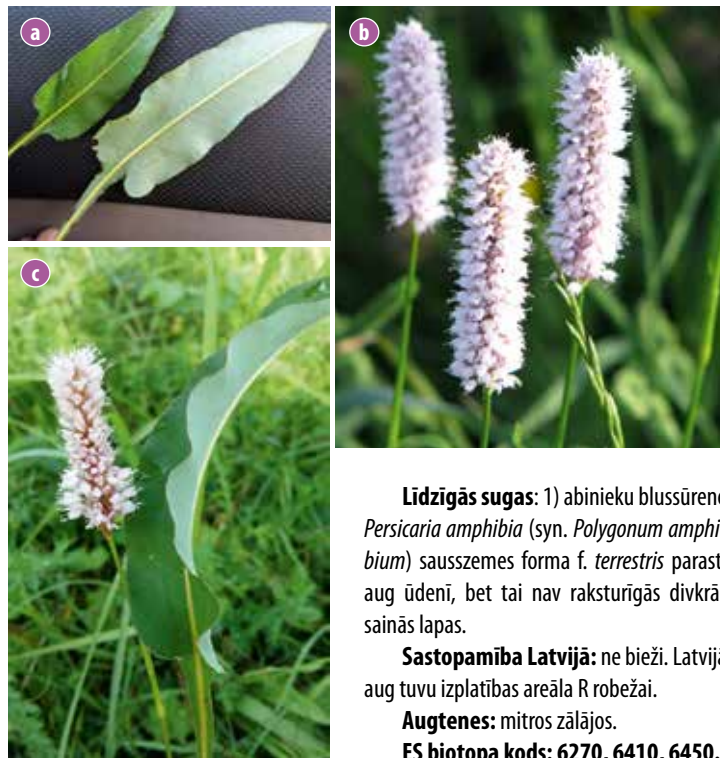 a
b
c
Līdzīgās sugas: 1) abinieku blussūrene
Persicaria amphibia (syn. Polygonum amphi-
bium) sausszemes forma f. terrestris parasti
aug ūdenī, bet tai nav raksturīgās divkrā-
sainās lapas.
Sastopamība Latvijā: ne bieži. Latvijā
aug tuvu izplatības areāla R robežai.
Augtenes: mitros zālājos.
ES biotopa kods: 6270, 6410, 6450,